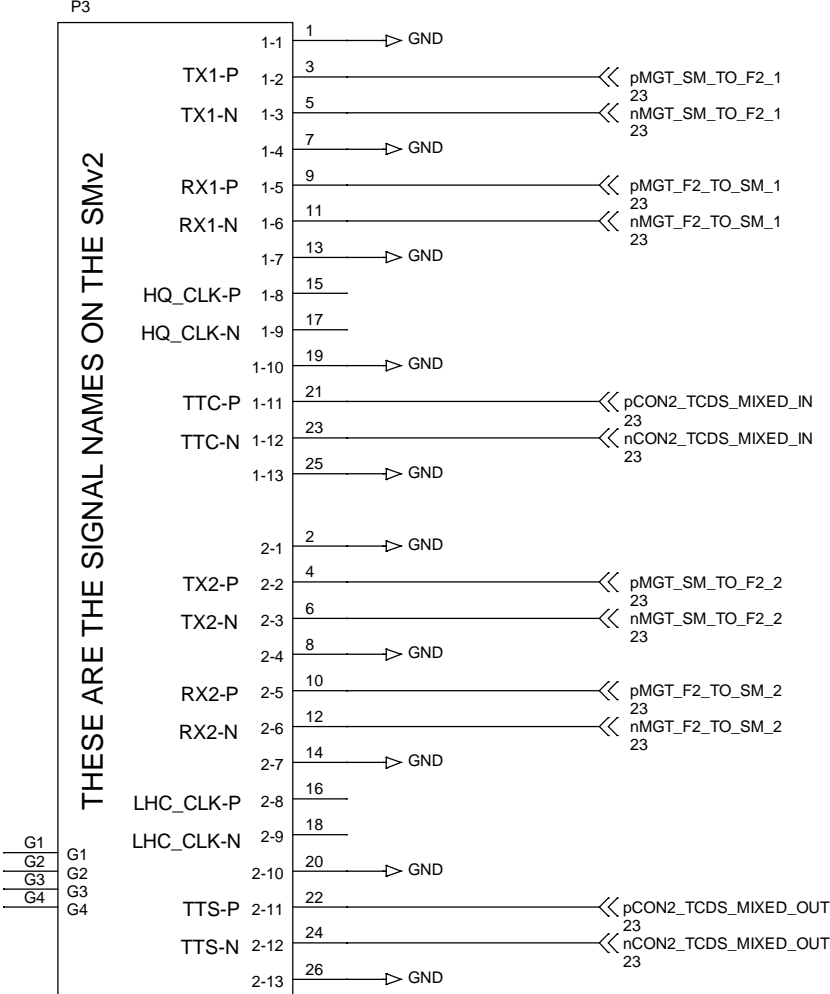 P3
THESE ARE THE SIGNAL NAMES ON THE SMv2
1-1 1 GND
TX1-P 1-2 3 pMGT_SM_TO_F2_1
23
TX1-N 1-3 5 nMGT_SM_TO_F2_1
23
1-4 7 GND
RX1-P 1-5 9 pMGT_F2_TO_SM_1
23
RX1-N 1-6 11 nMGT_F2_TO_SM_1
23
1-7 13 GND
HQ_CLK-P 1-8 15
HQ_CLK-N 1-9 17
1-10 19 GND
TTC-P 1-11 21 pCON2_TCDS_MIXED_IN
23
TTC-N 1-12 23 nCON2_TCDS_MIXED_IN
23
1-13 25 GND
2-1 2 GND
TX2-P 2-2 4 pMGT_SM_TO_F2_2
23
TX2-N 2-3 6 nMGT_SM_TO_F2_2
23
2-4 8 GND
RX2-P 2-5 10 pMGT_F2_TO_SM_2
23
RX2-N 2-6 12 nMGT_F2_TO_SM_2
23
2-7 14 GND
LHC_CLK-P 2-8 16
LHC_CLK-N 2-9 18
G1 G1
G2 G2
G3 G3
G4 G4
2-10 20 GND
TTS-P 2-11 22 pCON2_TCDS_MIXED_OUT
23
TTS-N 2-12 24 nCON2_TCDS_MIXED_OUT
23
2-13 26 GND